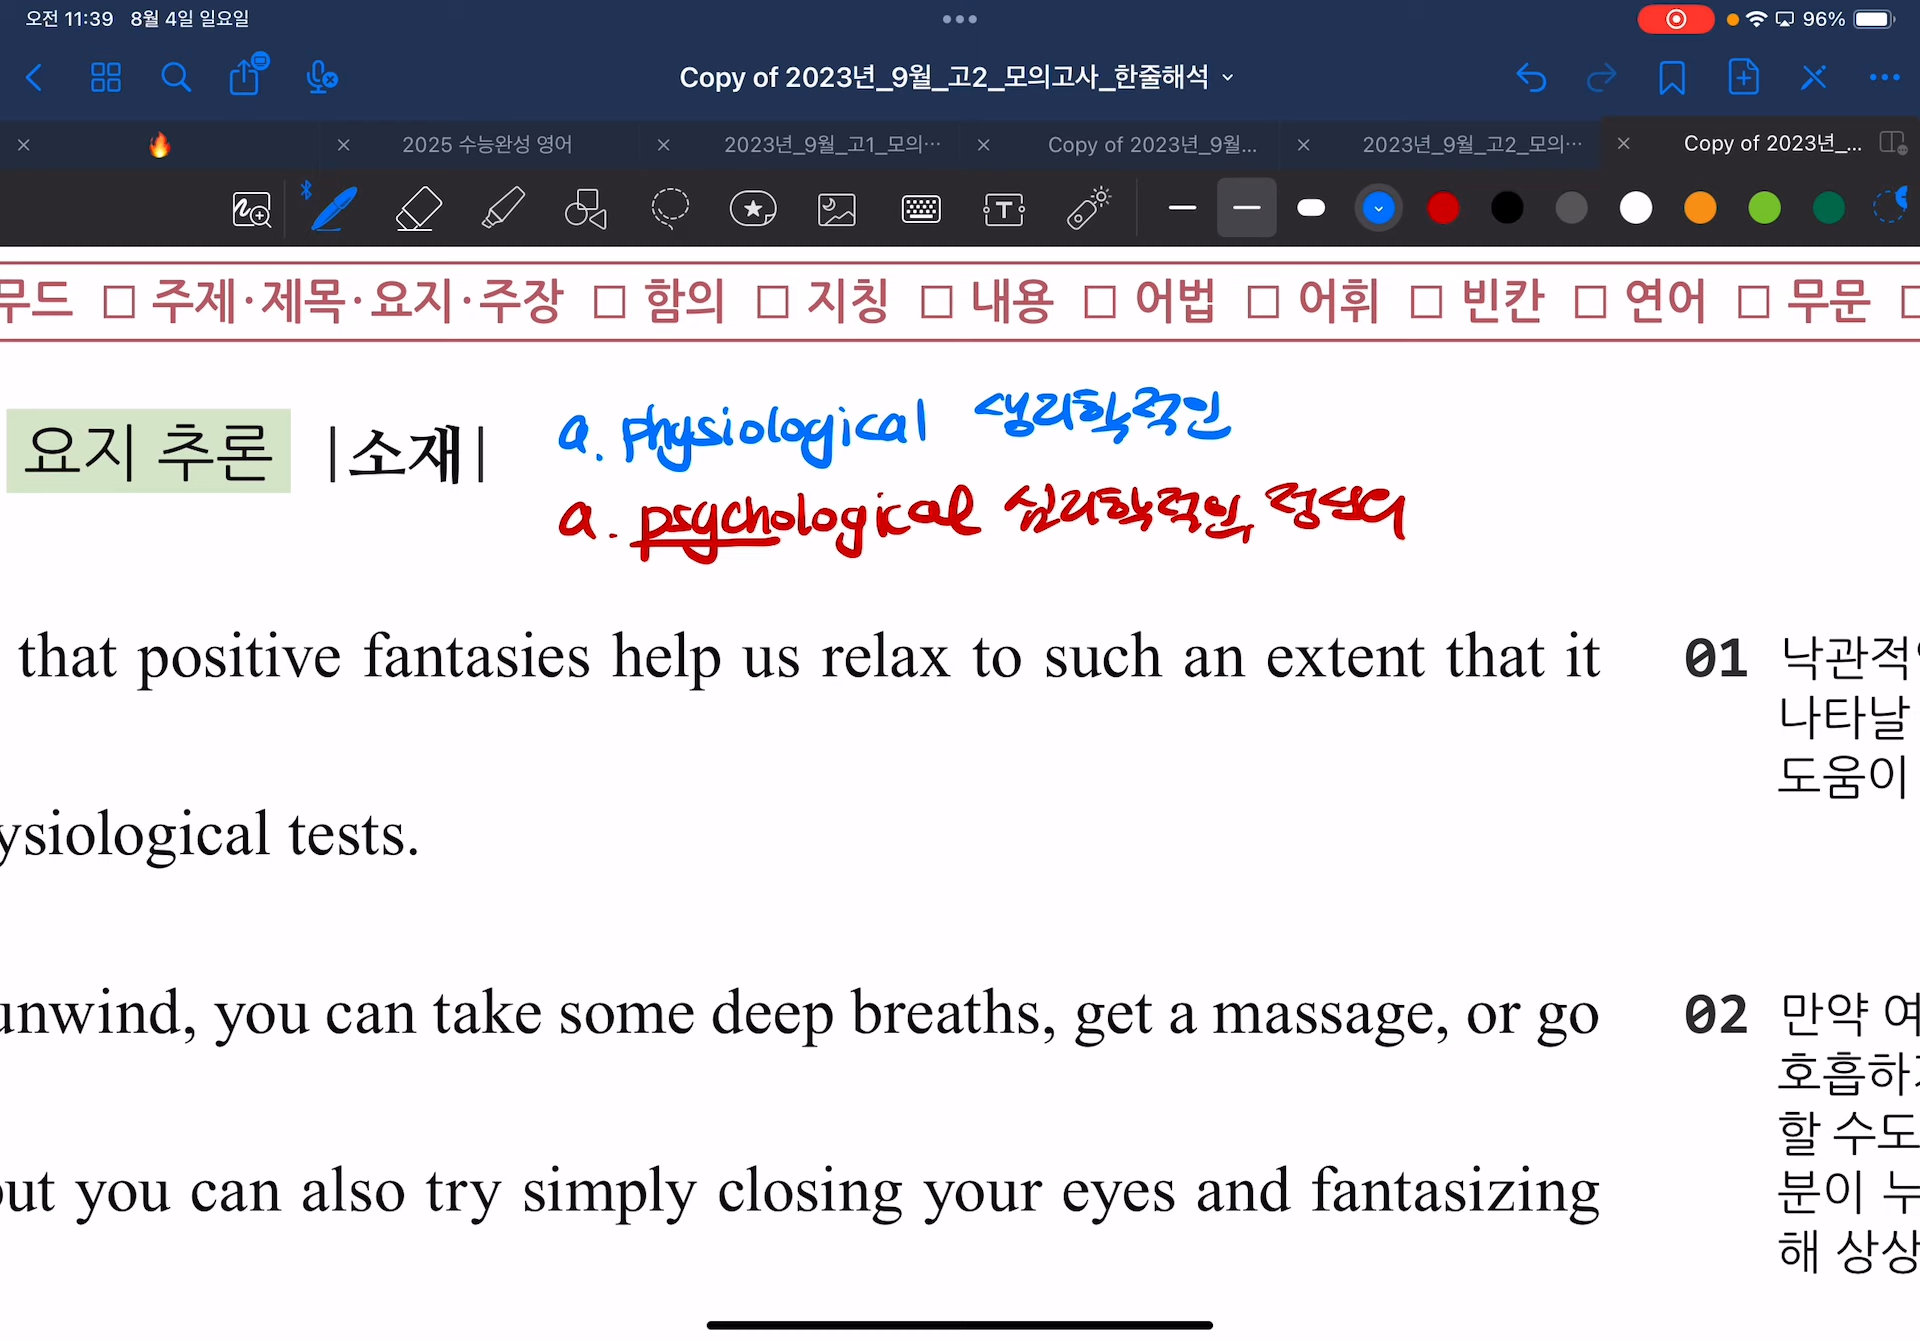 오전 11:39 8월 4일 일요일
96%
Copy of 2023년_9월_고2_모의고사_한줄해석
2025 수능완성 영어
2023년_9월_고1_모의…
Copy of 2023년_9월...
2023년_9월_고2_모의…
Copy of 2023년_...
무드 □ 주제·제목·요지·주장 □ 함의 □ 지칭 □ 내용 □ 어법 □ 어휘 □ 빈칸 □ 연어 □ 무문
요지 추론 |소재|
a. physiological 생리학적인
a. psychological 심리학적인, 정신의
that positive fantasies help us relax to such an extent that it
ysiological tests.
unwind, you can take some deep breaths, get a massage, or go
out you can also try simply closing your eyes and fantasizing
01 낙관적
나타날
도움이
02 만약 여
호흡하
할 수도
분이 누
해 상상